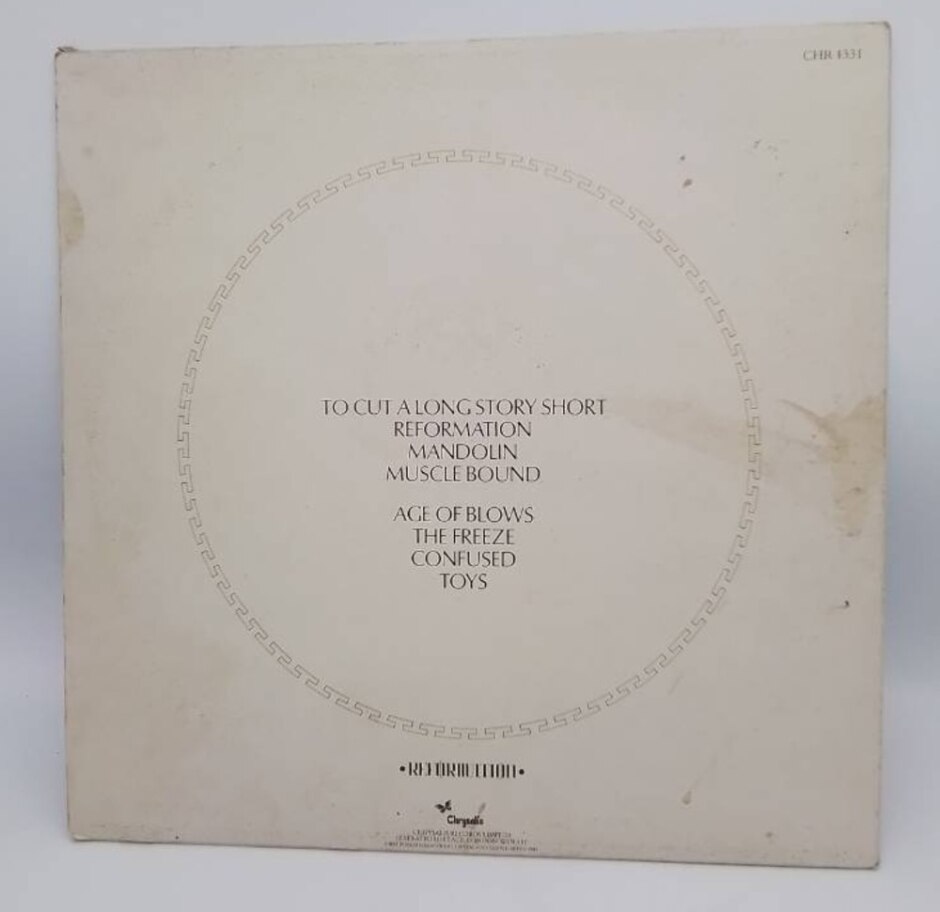 CHR 1331
TO CUT A LONG STORY SHORT
REFORMATION
MANDOLIN
MUSCLE BOUND
AGE OF BLOWS
THE FREEZE
CONFUSED
TOYS
•REFORMATION•
Chrysalis